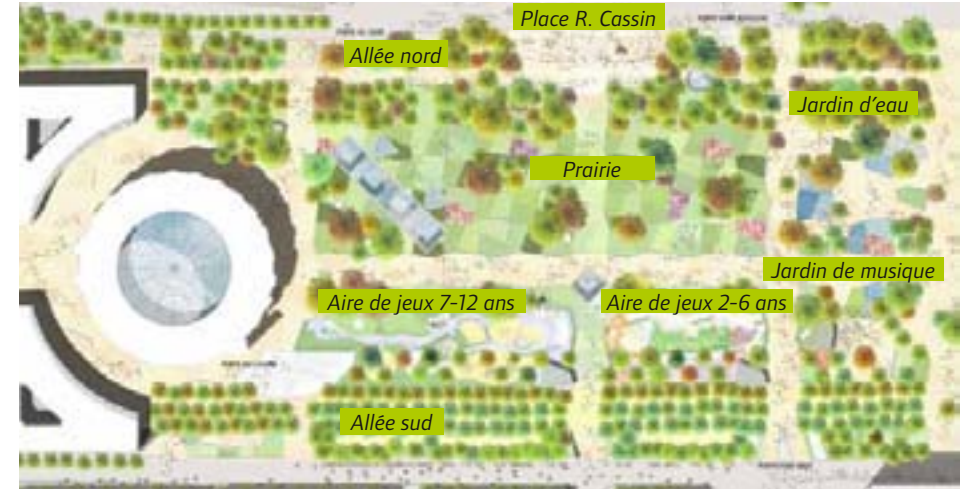 Place R. Cassin
Allée nord
Jardin d'eau
Prairie
Jardin de musique
Aire de jeux 7-12 ans
Aire de jeux 2-6 ans
Allée sud